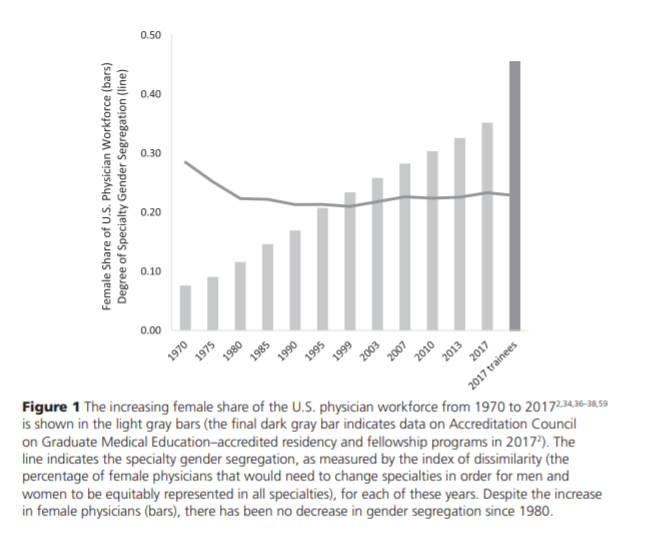 0.50
0.40
0.30
0.20
0.10
0.00
Female Share of U.S. Physician Workforce (bars)
Degree of Specialty Gender Segregation (line)
1970
1975
1980
1985
1990
1995
1999
2003
2007
2010
2013
2017
2017 trainees
Figure 1 The increasing female share of the U.S. physician workforce from 1970 to 2017²,³⁴,³⁶⁻³⁸,⁵⁹
is shown in the light gray bars (the final dark gray bar indicates data on Accreditation Council
on Graduate Medical Education–accredited residency and fellowship programs in 2017²). The
line indicates the specialty gender segregation, as measured by the index of dissimilarity (the
percentage of female physicians that would need to change specialties in order for men and
women to be equitably represented in all specialties), for each of these years. Despite the increase
in female physicians (bars), there has been no decrease in gender segregation since 1980.